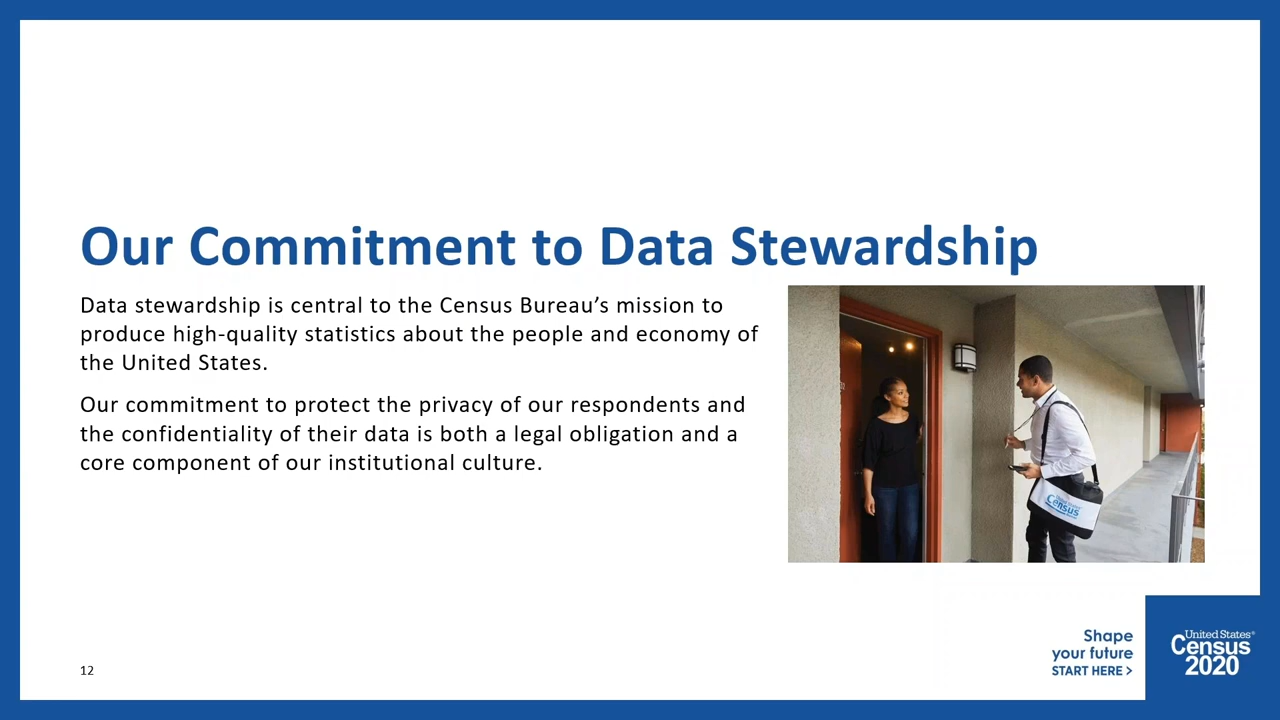 Our Commitment to Data Stewardship
Data stewardship is central to the Census Bureau’s mission to
produce high-quality statistics about the people and economy of
the United States.
Our commitment to protect the privacy of our respondents and
the confidentiality of their data is both a legal obligation and a
core component of our institutional culture.
United States
Census
Shape
your future
START HERE >
United States®
Census
2020
12